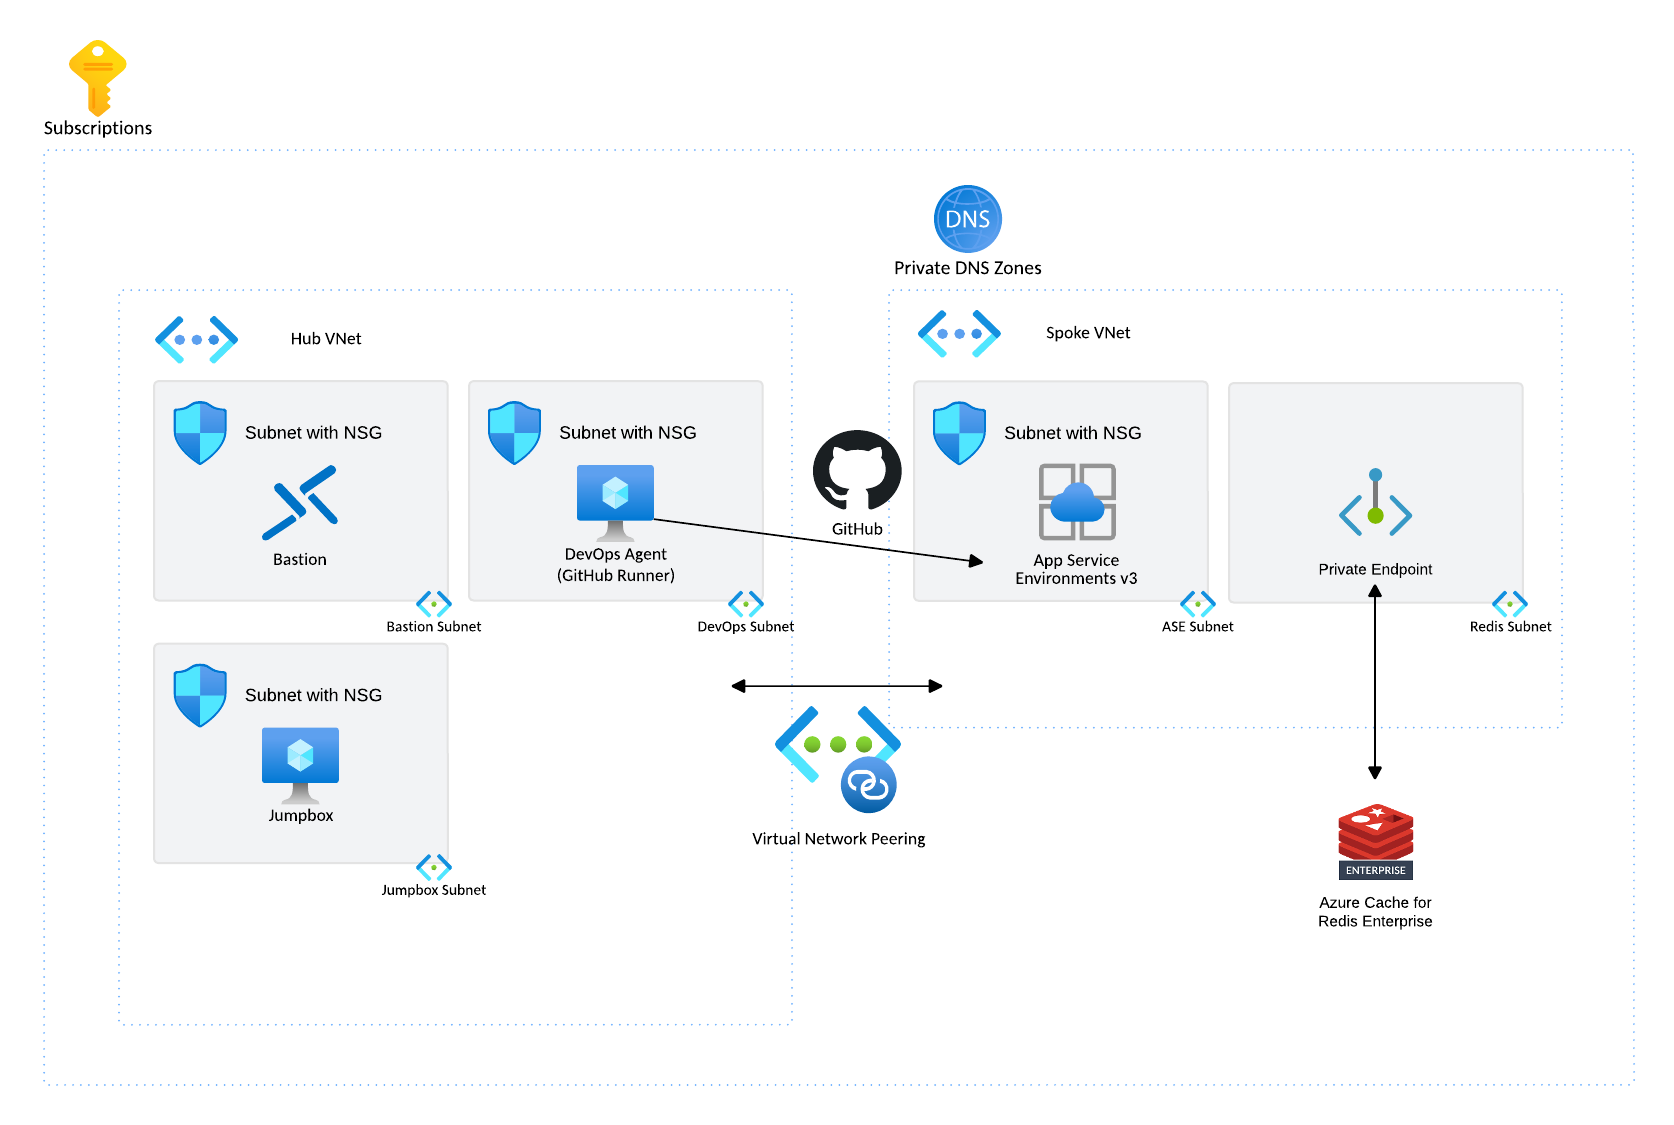 Subscriptions
DNS
Private DNS Zones
Hub VNet
Spoke VNet
Subnet with NSG
Bastion
Bastion Subnet
Subnet with NSG
DevOps Agent
(GitHub Runner)
DevOps Subnet
GitHub
Subnet with NSG
App Service
Environments v3
ASE Subnet
Private Endpoint
Redis Subnet
Subnet with NSG
Jumpbox
Jumpbox Subnet
Virtual Network Peering
ENTERPRISE
Azure Cache for
Redis Enterprise